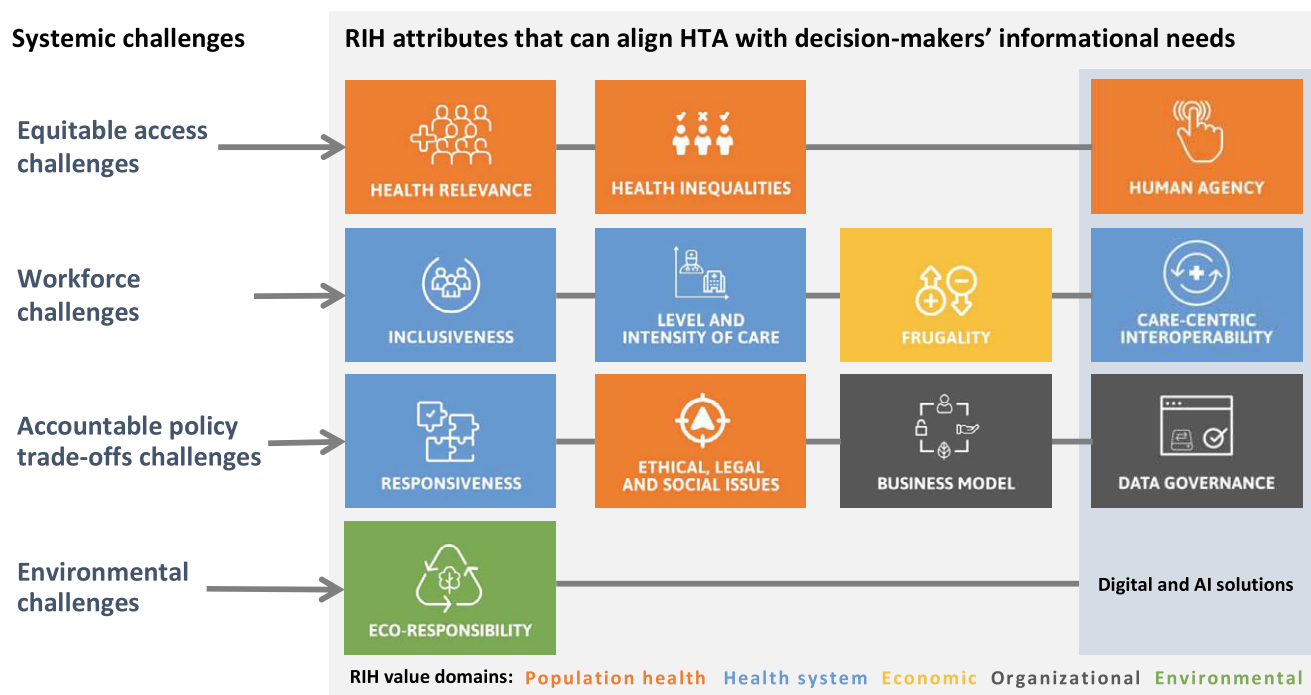 Systemic challenges
RIH attributes that can align HTA with decision-makers’ informational needs
Equitable access
challenges
HEALTH RELEVANCE
HEALTH INEQUALITIES
HUMAN AGENCY
Workforce
challenges
INCLUSIVENESS
LEVEL AND
INTENSITY OF CARE
FRUGALITY
CARE-CENTRIC
INTEROPERABILITY
Accountable policy
trade-offs challenges
RESPONSIVENESS
ETHICAL, LEGAL
AND SOCIAL ISSUES
BUSINESS MODEL
DATA GOVERNANCE
Environmental
challenges
ECO-RESPONSIBILITY
Digital and AI solutions
RIH value domains: Population health Health system Economic Organizational Environmental